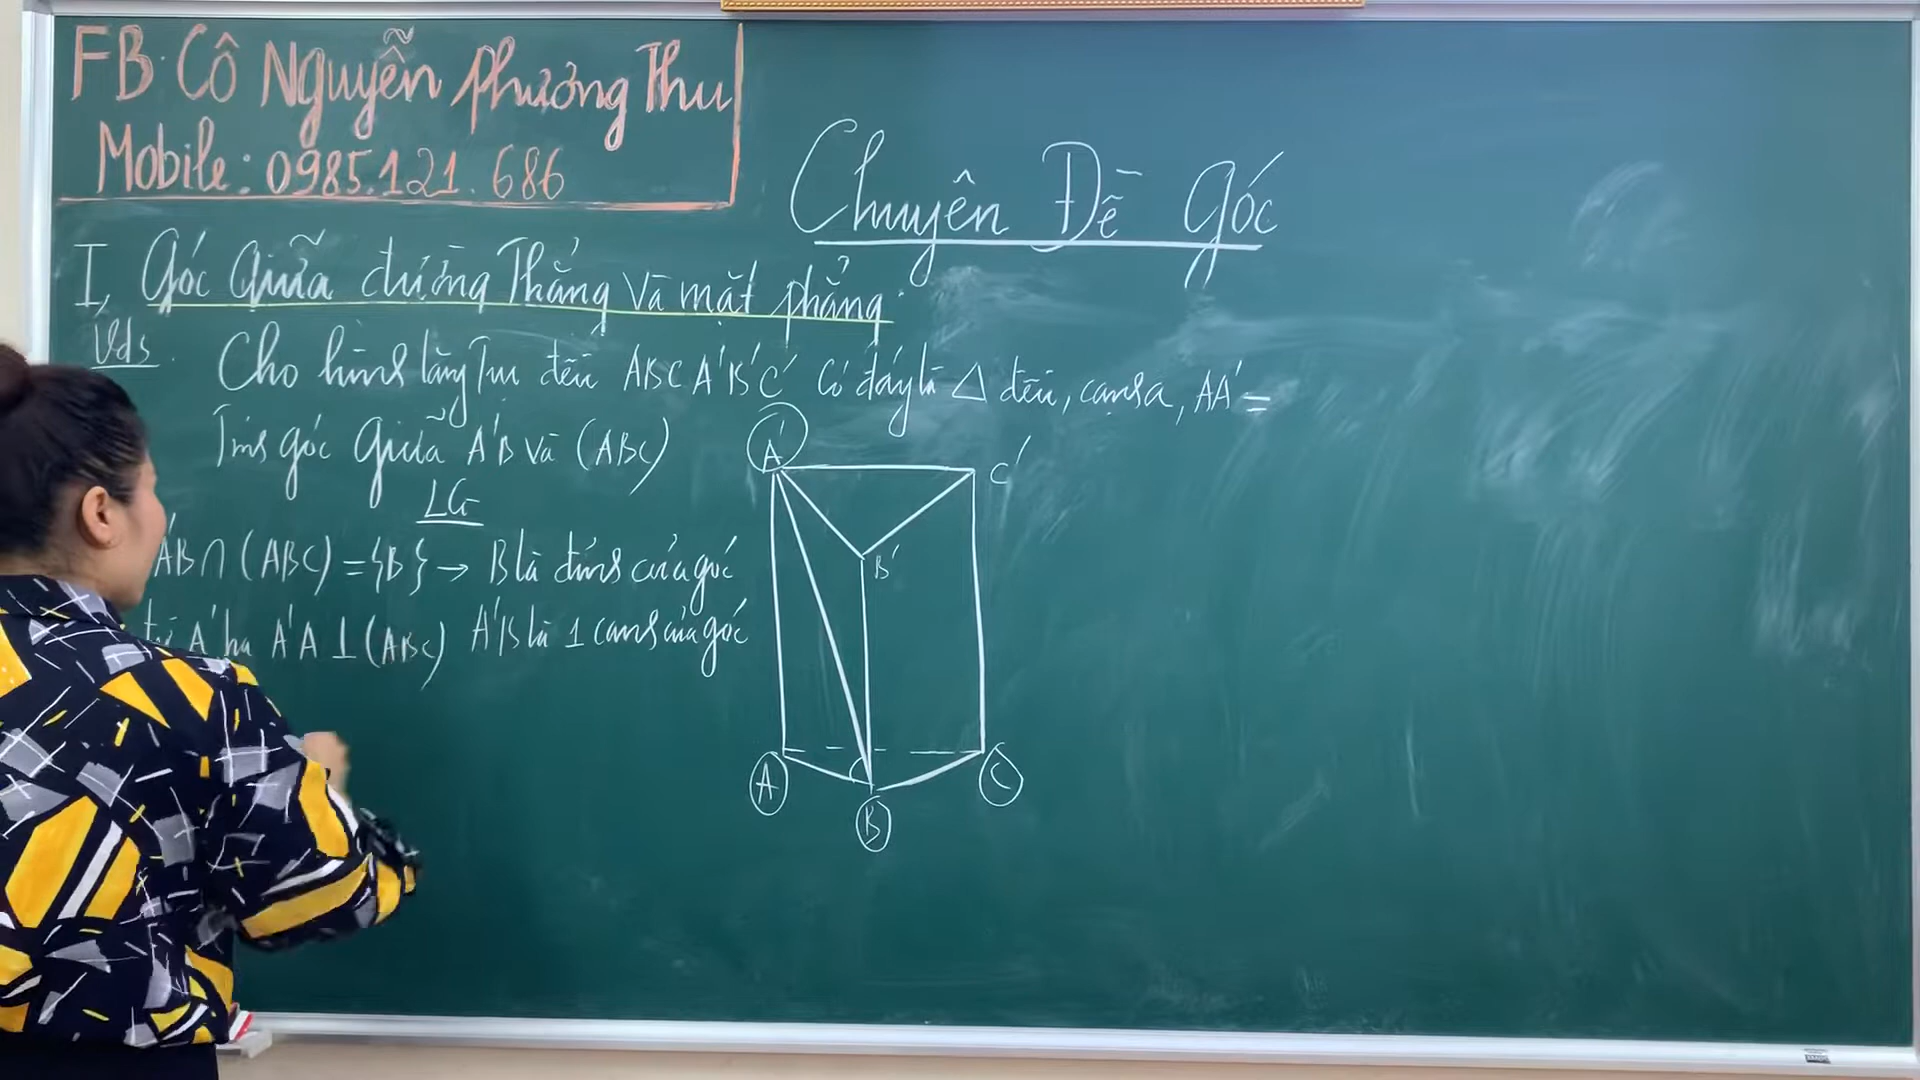 FB: Cô Nguyễn Phương Thu
Mobile: 0985.121.686
Chuyên Đề Góc
I, Góc Giữa đường Thẳng và mặt phẳng.
Cho hình lăng Trụ đều ABC A'B'C' Có đáy là Δ đều, cạnh a, AA' =
Tính góc Giữa A'B và (ABC)
LG
A'B ∩ (ABC) = {B} → B là đỉnh của góc
từ A' hạ A'A ⊥ (ABC) A'B là 1 cạnh của góc
A'
C'
B'
A
C
B